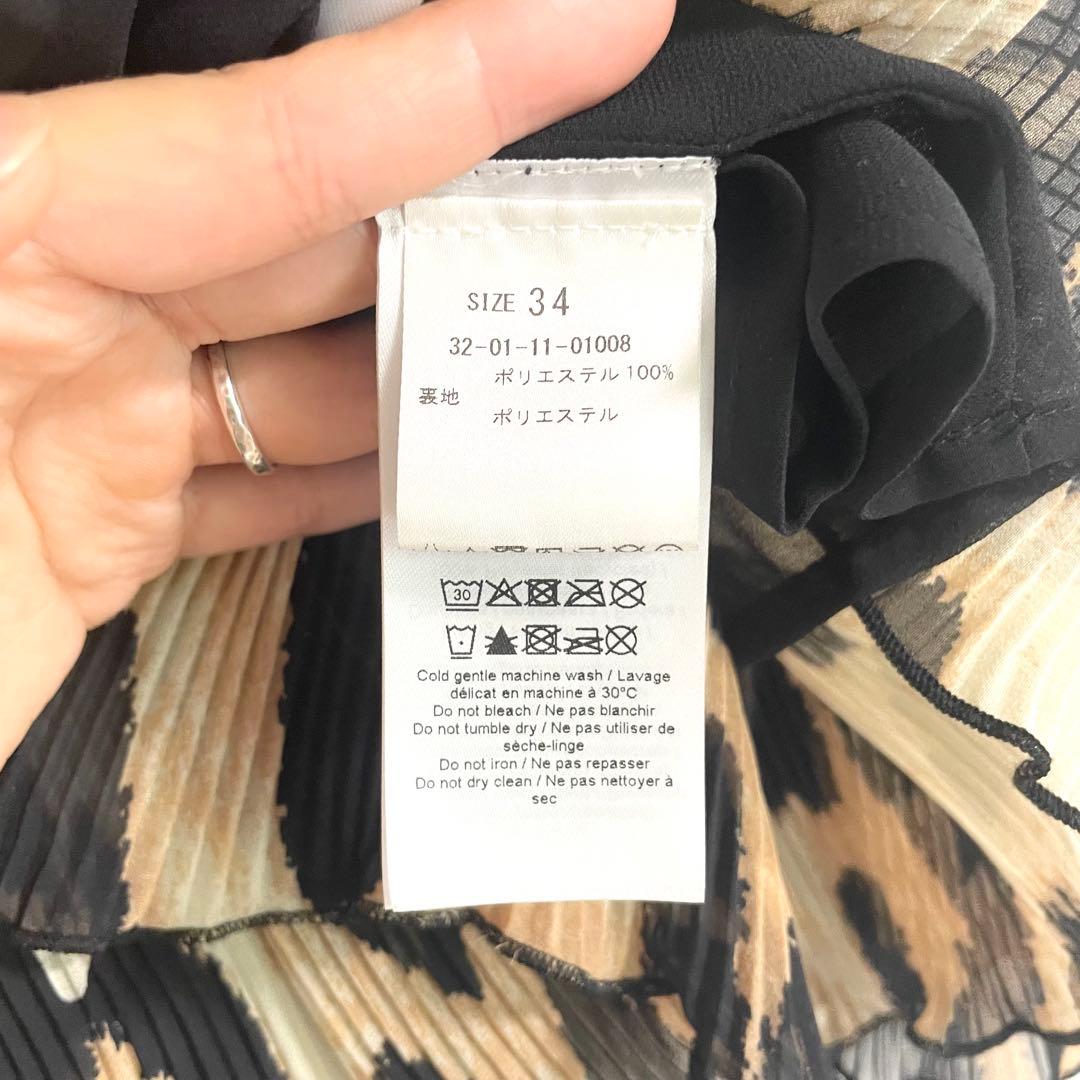 SIZE 34
32-01-11-01008
ポリエステル 100%
裏地
ポリエステル
30
Cold gentle machine wash / Lavage
délicat en machine à 30°C
Do not bleach / Ne pas blanchir
Do not tumble dry / Ne pas utiliser de
sèche-linge
Do not iron / Ne pas repasser
Do not dry clean / Ne pas nettoyer à
sec